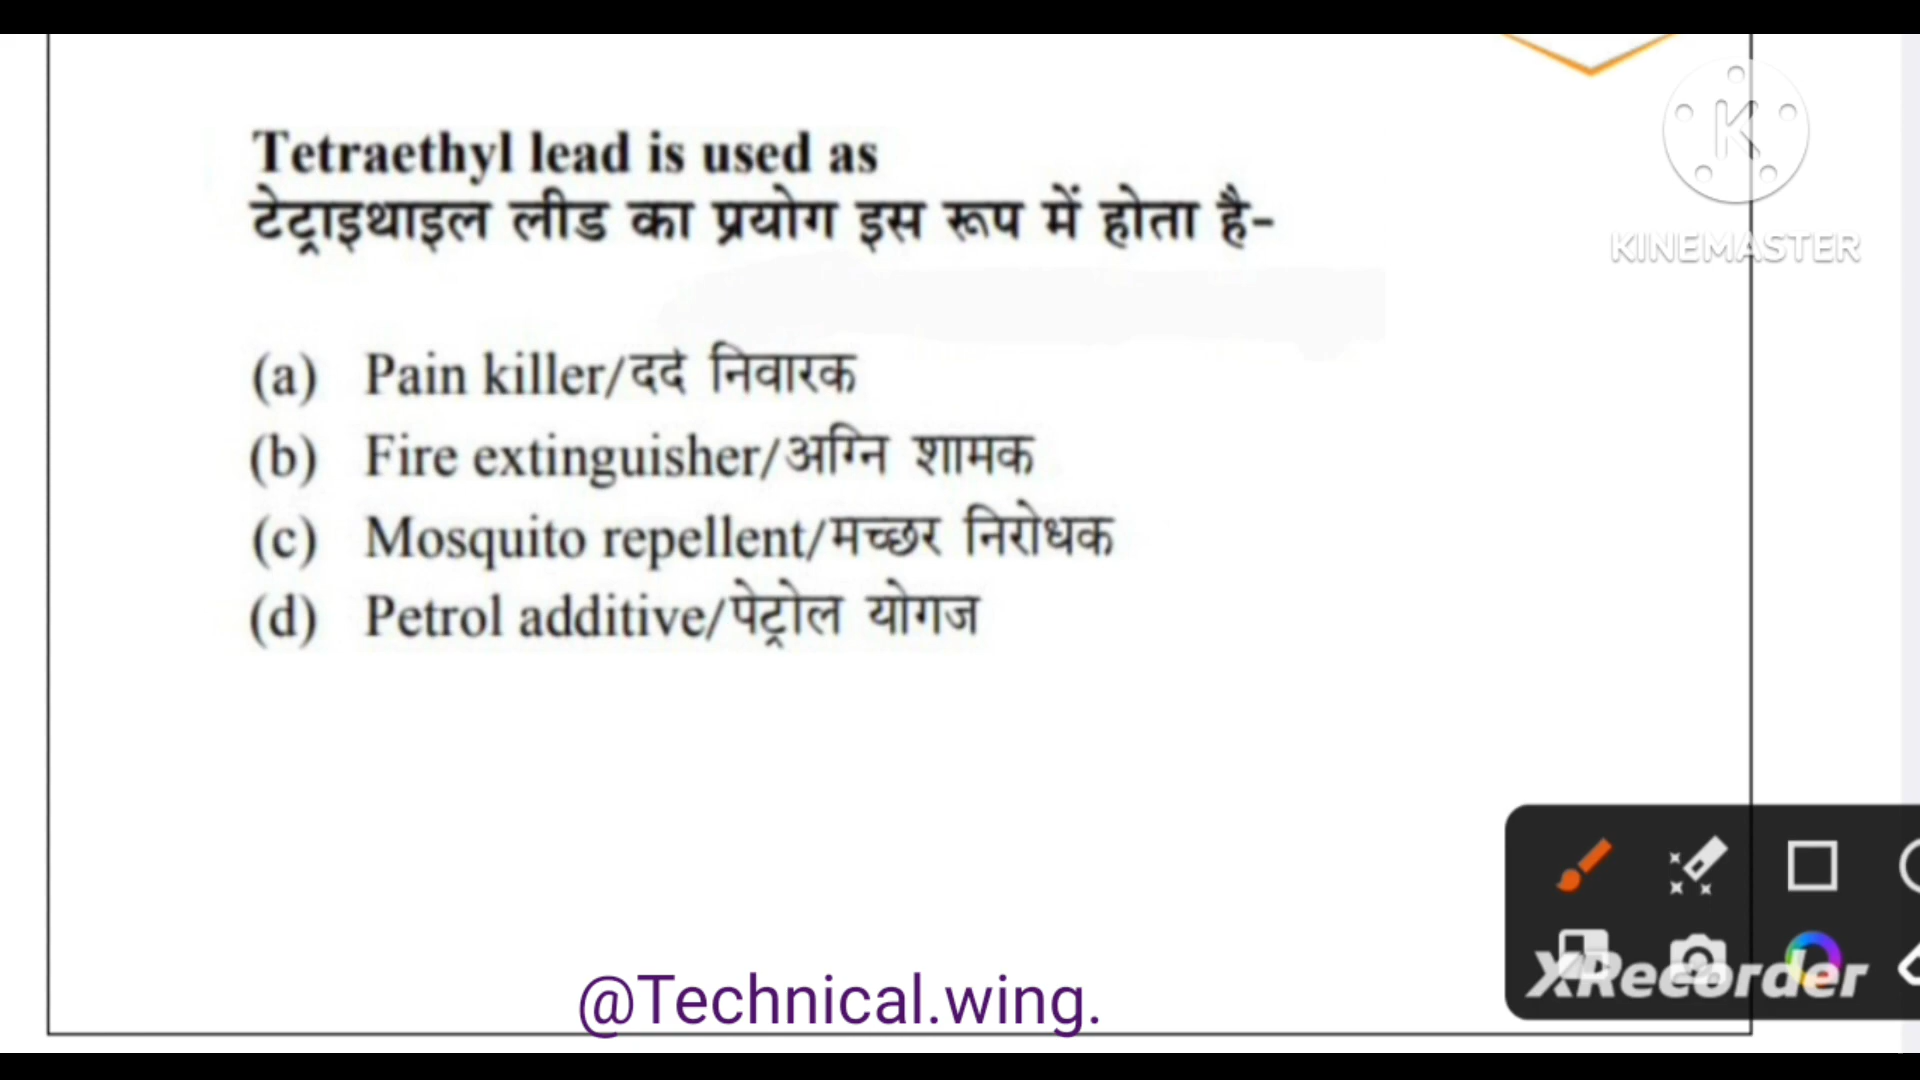 Tetraethyl lead is used as
टेट्राइथाइल लीड का प्रयोग इस रूप में होता है-
(a) Pain killer/दर्द निवारक
(b) Fire extinguisher/अग्नि शामक
(c) Mosquito repellent/मच्छर निरोधक
(d) Petrol additive/पेट्रोल योगज
K
KINEMASTER
XRecorder
@Technical.wing.